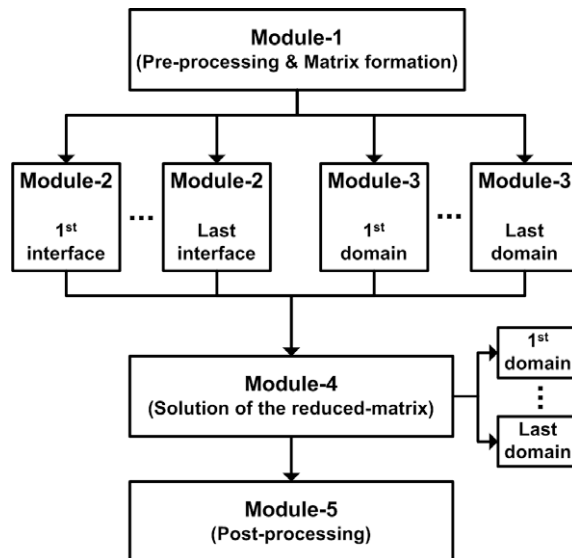 Module-1
(Pre-processing & Matrix formation)
Module-2
1st
interface
...
Module-2
Last
interface
Module-3
1st
domain
...
Module-3
Last
domain
Module-4
(Solution of the reduced-matrix)
1st
domain
...
Last
domain
Module-5
(Post-processing)